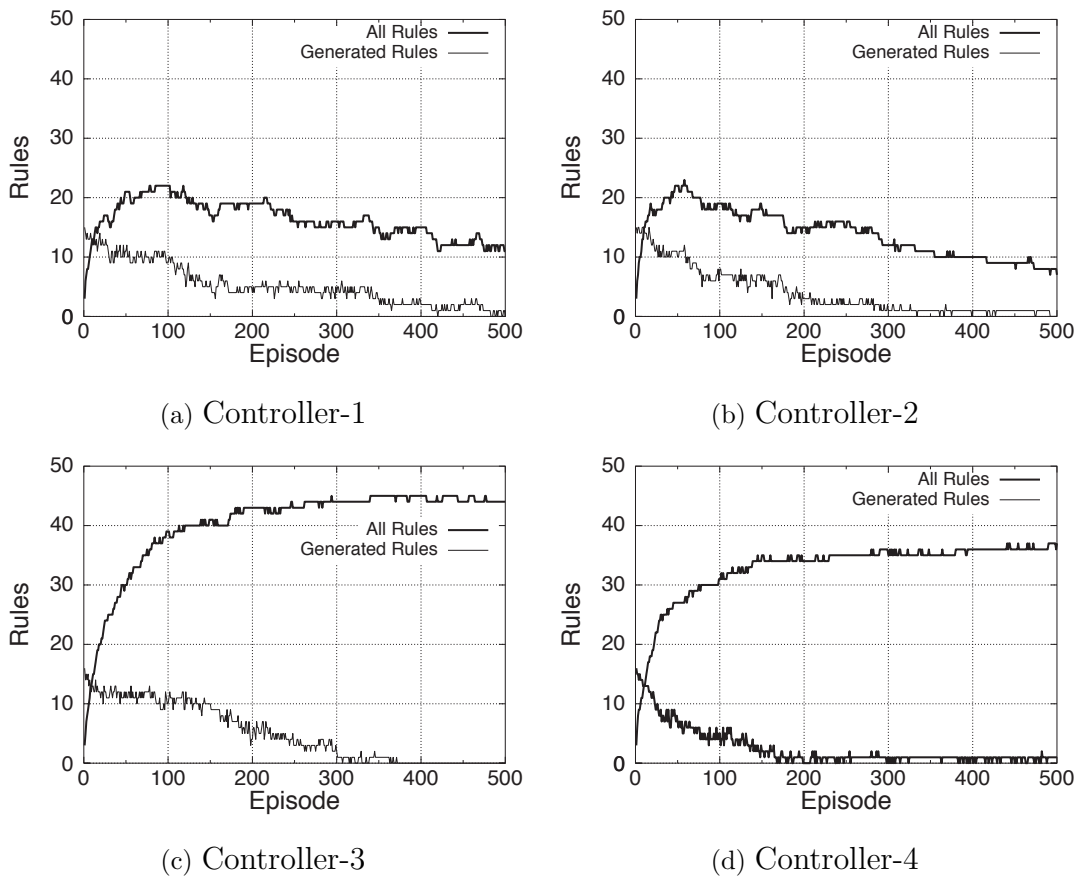 50
40
30
20
10
0
Rules
All Rules
Generated Rules
0 100 200 300 400 500
Episode
(a) Controller-1
50
40
30
20
10
0
Rules
All Rules
Generated Rules
0 100 200 300 400 500
Episode
(b) Controller-2
50
40
30
20
10
0
Rules
All Rules
Generated Rules
0 100 200 300 400 500
Episode
(c) Controller-3
50
40
30
20
10
0
Rules
All Rules
Generated Rules
0 100 200 300 400 500
Episode
(d) Controller-4